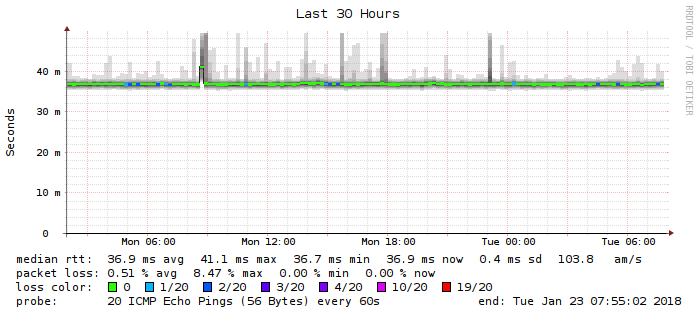 Last 30 Hours
RRDTOOL / TOBI OETIKER
Seconds
40 m
30 m
20 m
10 m
0
Mon 06:00 Mon 12:00 Mon 18:00 Tue 00:00 Tue 06:00
median rtt: 36.9 ms avg 41.1 ms max 36.7 ms min 36.9 ms now 0.4 ms sd 103.8 am/s
packet loss: 0.51 % avg 8.47 % max 0.00 % min 0.00 % now
loss color: 0 1/20 2/20 3/20 4/20 10/20 19/20
probe: 20 ICMP Echo Pings (56 Bytes) every 60s end: Tue Jan 23 07:55:02 2018